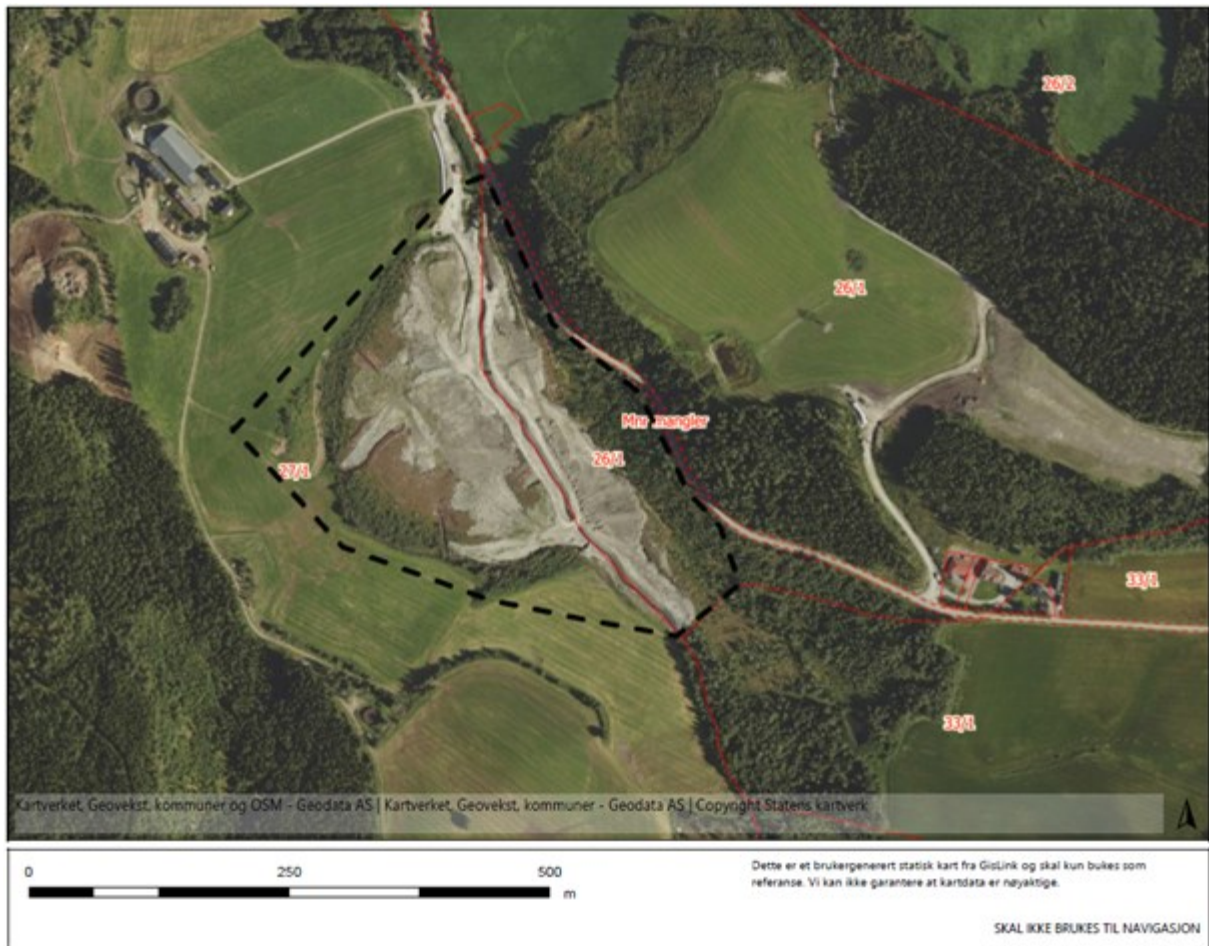 26/2
26/1
Mnr mangler
26/1
27/1
33/1
33/1
Kartverket, Geovekst, kommuner og OSM - Geodata AS | Kartverket, Geovekst, kommuner - Geodata AS | Copyright Statens kartverk
0 250 500
m
Dette er et brukergenerert statisk kart fra GisLink og skal kun bukes som
referanse. Vi kan ikke garantere at kartdata er nøyaktige.
SKAL IKKE BRUKES TIL NAVIGASJON